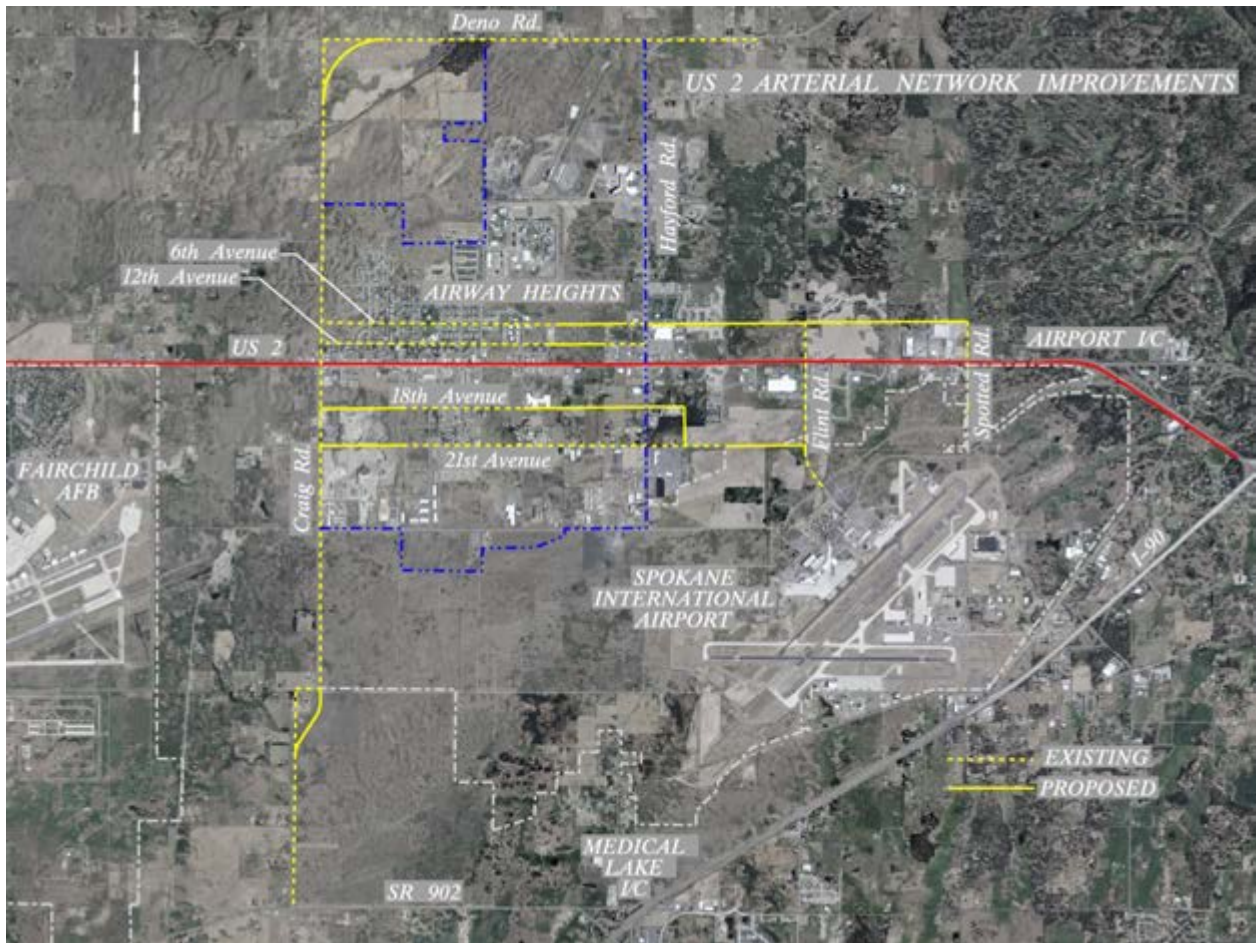 Deno Rd.
US 2 ARTERIAL NETWORK IMPROVEMENTS
Hayford Rd.
6th Avenue
12th Avenue
AIRWAY HEIGHTS
US 2
AIRPORT I/C
Spotted Rd.
18th Avenue
Flint Rd.
21st Avenue
FAIRCHILD
AFB
Craig Rd.
I-90
SPOKANE
INTERNATIONAL
AIRPORT
EXISTING
PROPOSED
MEDICAL
LAKE
I/C
SR 902